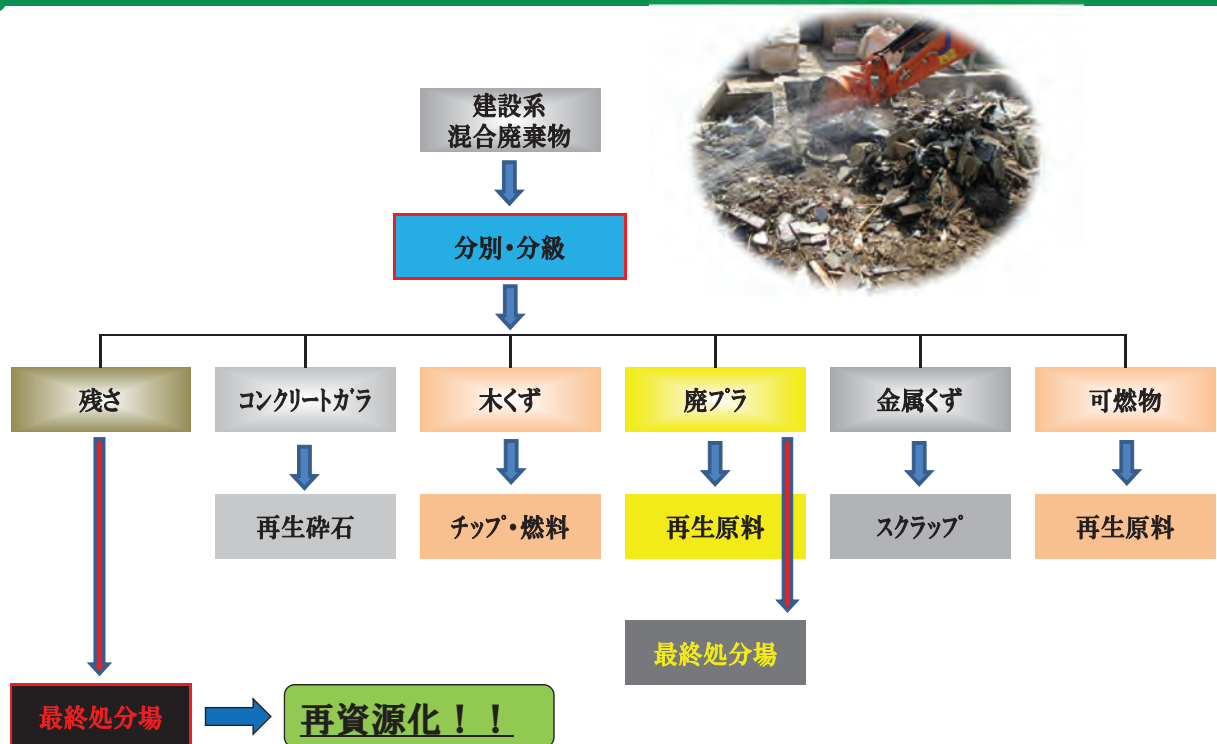 建設系
混合廃棄物
分別・分級
残さ
コンクリートガラ
木くず
廃プラ
金属くず
可燃物
再生砕石
チップ・燃料
再生原料
スクラップ
再生原料
最終処分場
最終処分場
再資源化！！